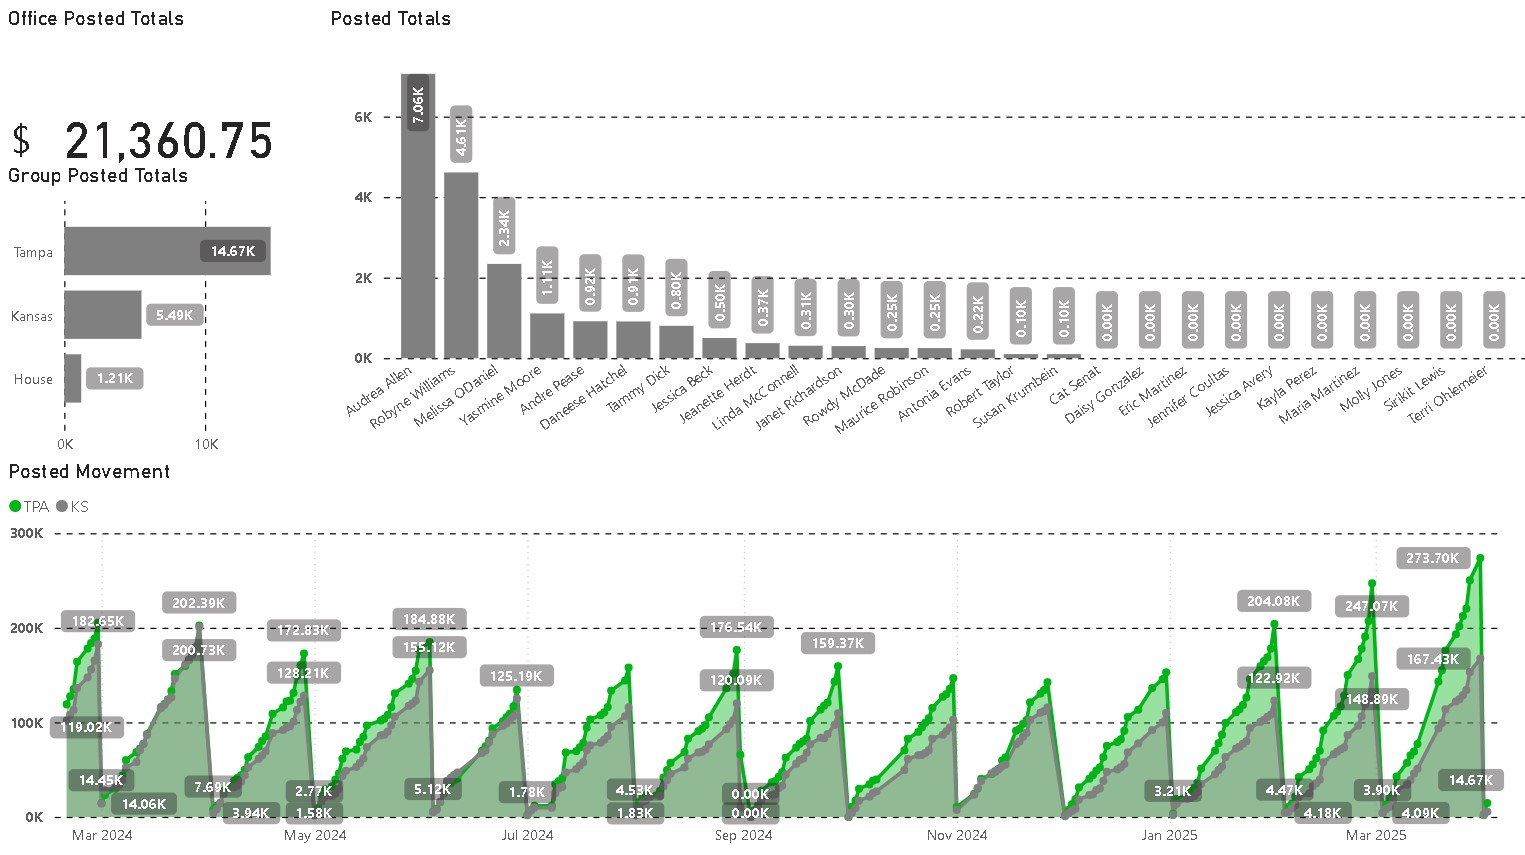 Office Posted Totals
$ 21,360.75
Group Posted Totals
Tampa 14.67K
Kansas 5.49K
House 1.21K
0K 10K
Posted Totals
6K
4K
2K
0K
7.06K 4.61K 2.34K 1.11K 0.92K 0.91K 0.80K 0.50K 0.37K 0.31K 0.30K 0.25K 0.25K 0.22K 0.10K 0.10K 0.00K 0.00K 0.00K 0.00K 0.00K 0.00K 0.00K 0.00K 0.00K 0.00K
Audrea Allen
Robyne Williams
Melissa ODaniel
Yasmine Moore
Andre Pease
Daneese Hatchel
Tammy Dick
Jessica Beck
Jeanette Herdt
Linda McConnell
Janet Richardson
Rowdy McDade
Maurice Robinson
Antonia Evans
Robert Taylor
Susan Krumbein
Cat Senat
Daisy Gonzalez
Eric Martinez
Jennifer Coultas
Jessica Avery
Kayla Perez
Maria Martinez
Molly Jones
Sirikit Lewis
Terri Ohlemeier
Posted Movement
TPA KS
300K
200K
100K
0K
182.65K
119.02K
14.45K
14.06K
202.39K
200.73K
7.69K
3.94K
172.83K
128.21K
2.77K
1.58K
184.88K
155.12K
5.12K
125.19K
1.78K
4.53K
1.83K
176.54K
120.09K
0.00K
0.00K
159.37K
3.21K
204.08K
122.92K
4.47K
4.18K
247.07K
148.89K
3.90K
4.09K
273.70K
167.43K
14.67K
Mar 2024 May 2024 Jul 2024 Sep 2024 Nov 2024 Jan 2025 Mar 2025